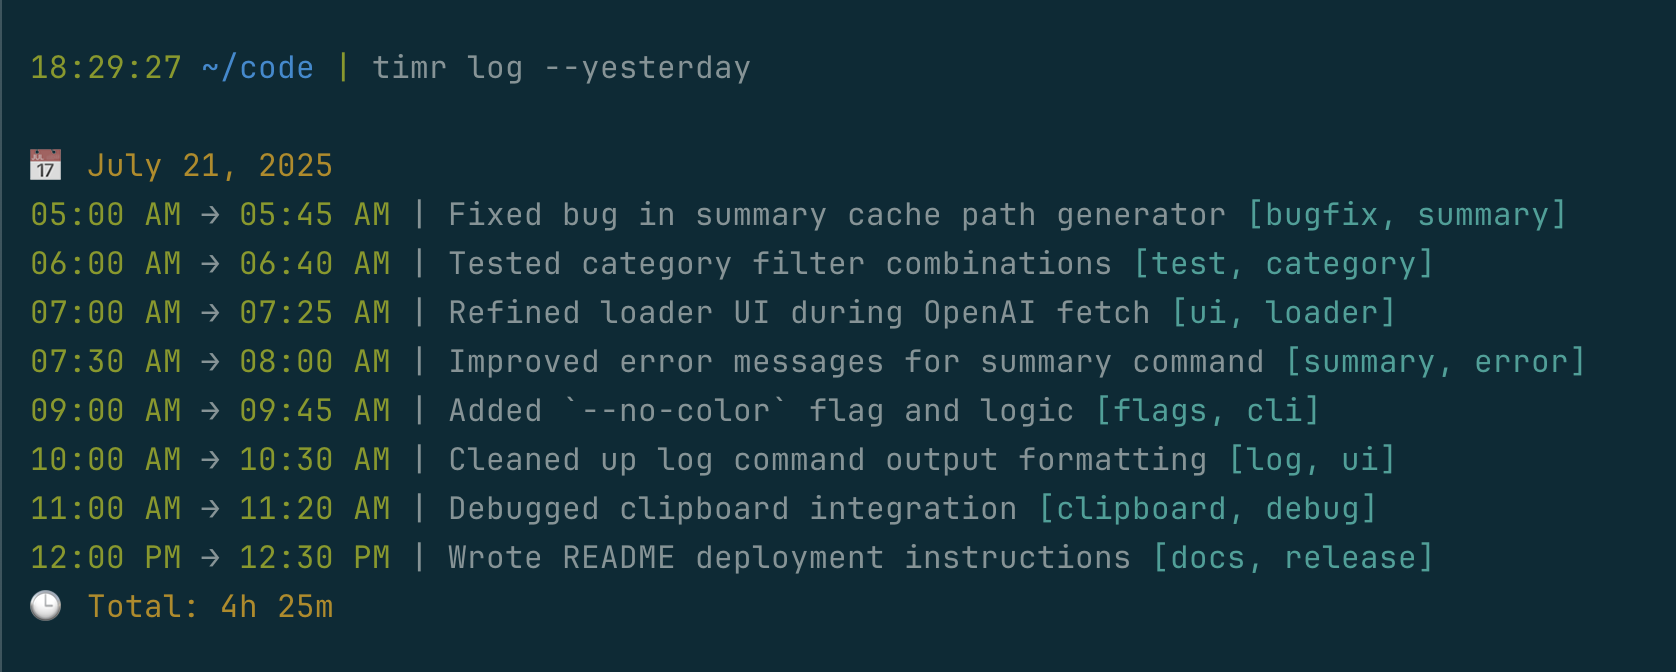 18:29:27 ~/code | timr log --yesterday
📅 July 21, 2025
05:00 AM → 05:45 AM | Fixed bug in summary cache path generator [bugfix, summary]
06:00 AM → 06:40 AM | Tested category filter combinations [test, category]
07:00 AM → 07:25 AM | Refined loader UI during OpenAI fetch [ui, loader]
07:30 AM → 08:00 AM | Improved error messages for summary command [summary, error]
09:00 AM → 09:45 AM | Added `--no-color` flag and logic [flags, cli]
10:00 AM → 10:30 AM | Cleaned up log command output formatting [log, ui]
11:00 AM → 11:20 AM | Debugged clipboard integration [clipboard, debug]
12:00 PM → 12:30 PM | Wrote README deployment instructions [docs, release]
🕒 Total: 4h 25m